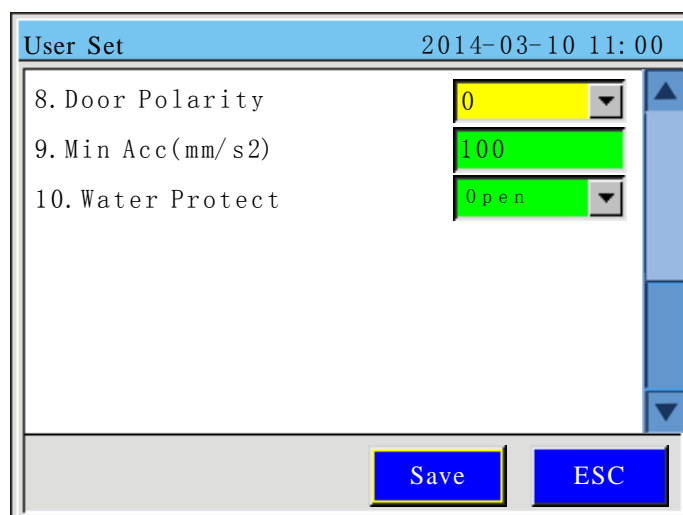 User Set 2014-03-10 11:00
8.Door Polarity 0
9.Min Acc(mm/s2) 100
10.Water Protect Open
Save ESC